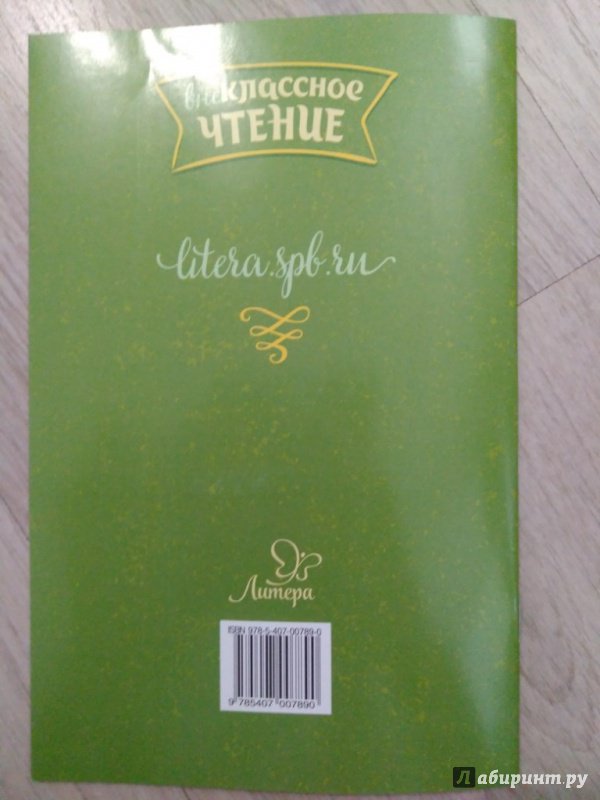 внеклассное
ЧТЕНИЕ
litera.spb.ru
Литера
ISBN 978-5-407-00789-0
9 785407 007890
Лабиринт.ру